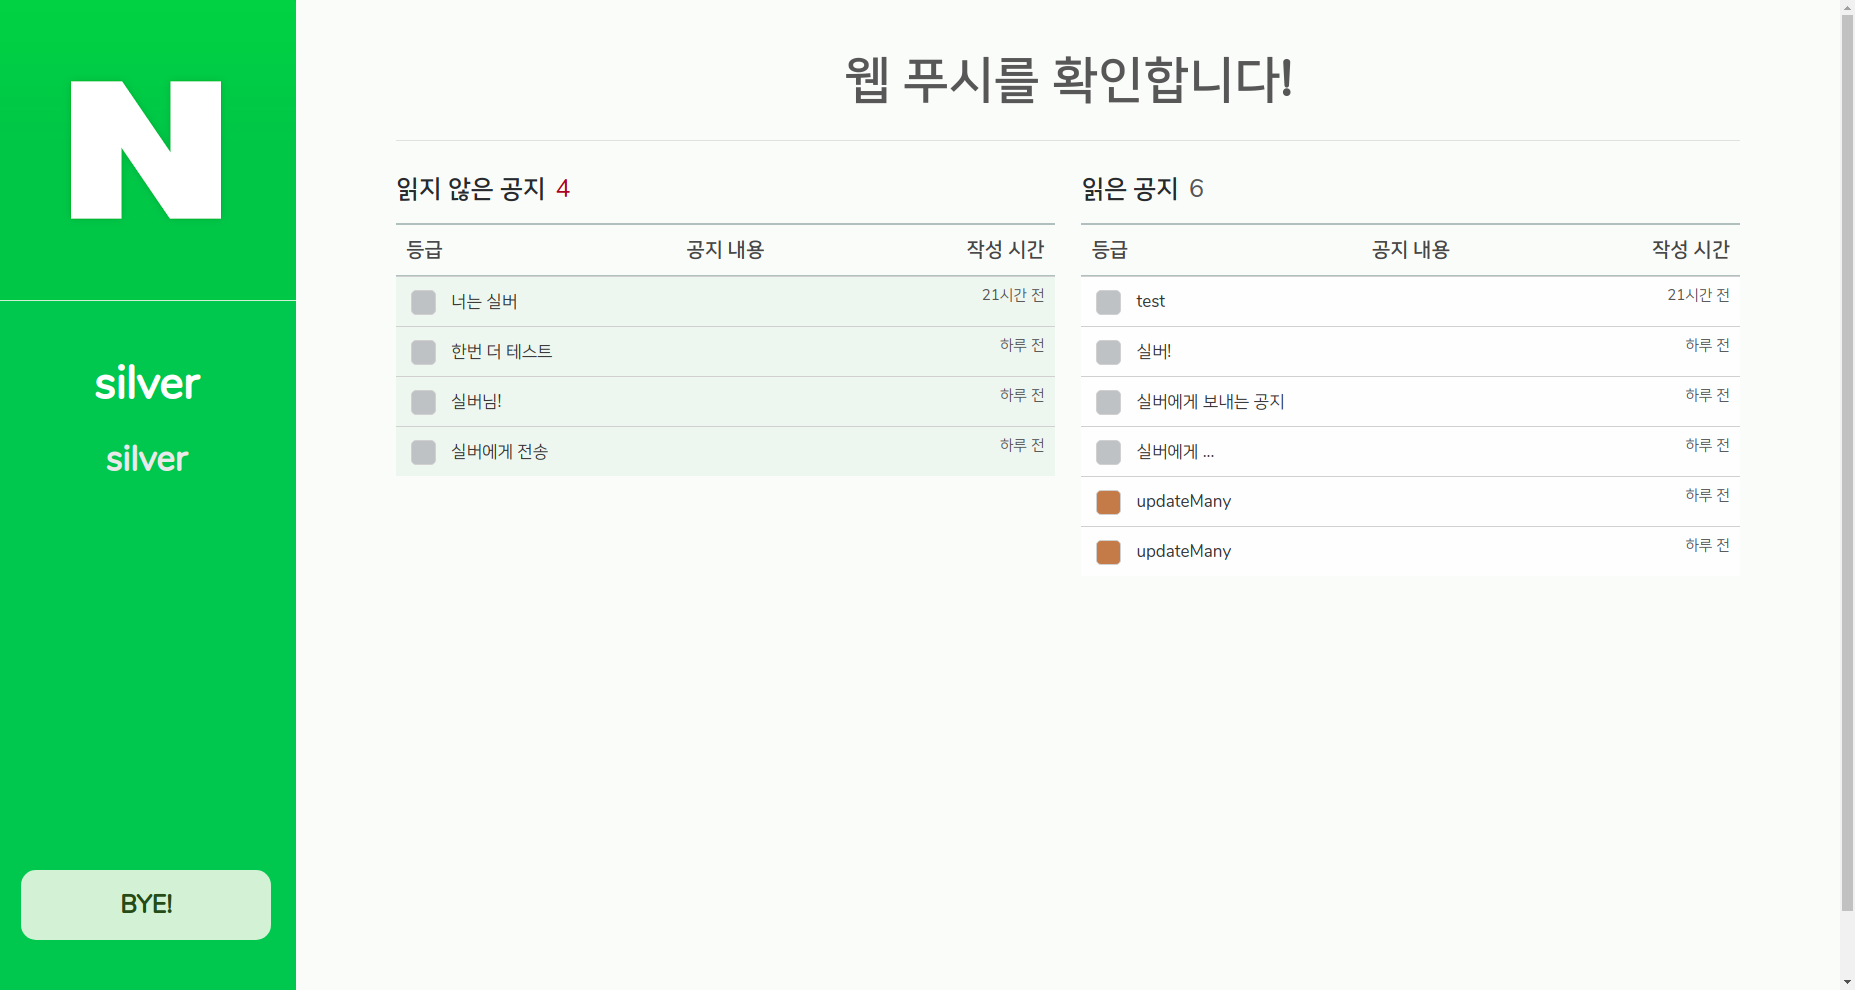 N
silver
silver
BYE!
웹 푸시를 확인합니다!
읽지 않은 공지 4
등급 공지 내용 작성 시간
너는 실버 21시간 전
한번 더 테스트 하루 전
실버님! 하루 전
실버에게 전송 하루 전
읽은 공지 6
등급 공지 내용 작성 시간
test 21시간 전
실버! 하루 전
실버에게 보내는 공지 하루 전
실버에게 ... 하루 전
updateMany 하루 전
updateMany 하루 전